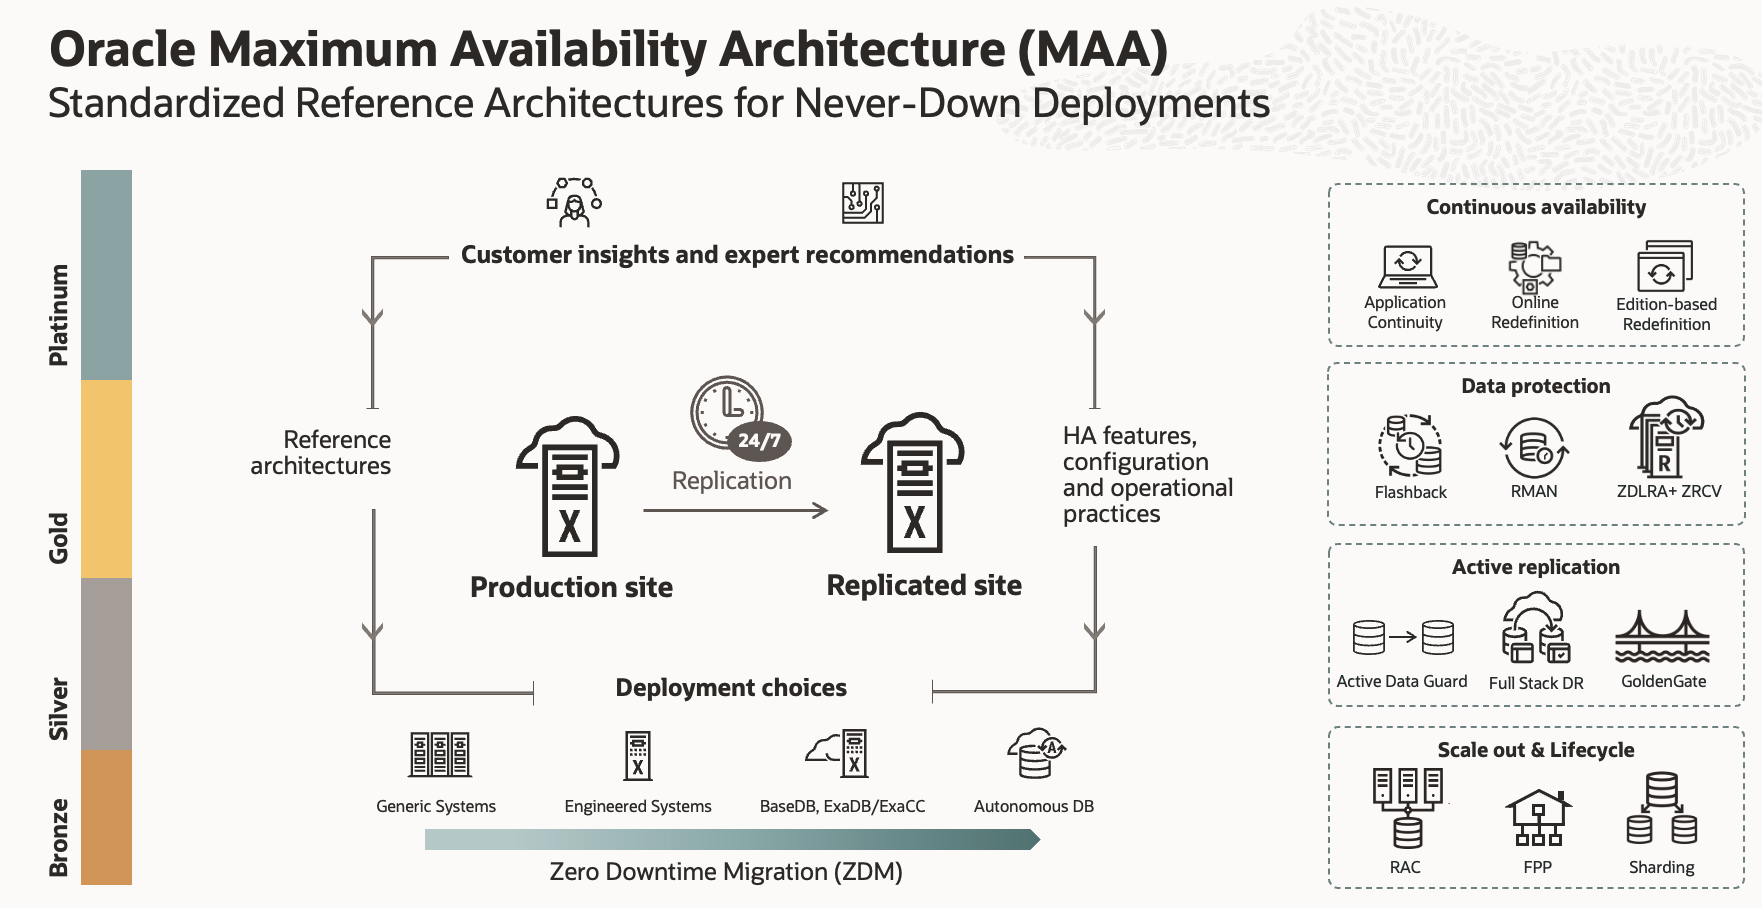 Oracle Maximum Availability Architecture (MAA)
Standardized Reference Architectures for Never-Down Deployments
Platinum
Gold
Silver
Bronze
Customer insights and expert recommendations
Reference
architectures
24/7
Replication
X
Production site
X
Replicated site
HA features,
configuration
and operational
practices
Deployment choices
X
A
Generic Systems
Engineered Systems
BaseDB, ExaDB/ExaCC
Autonomous DB
Zero Downtime Migration (ZDM)
Continuous availability
Application
Continuity
Online
Redefinition
Edition-based
Redefinition
Data protection
R
Flashback
RMAN
ZDLRA+ ZRCV
Active replication
Active Data Guard
Full Stack DR
GoldenGate
Scale out & Lifecycle
RAC
FPP
Sharding